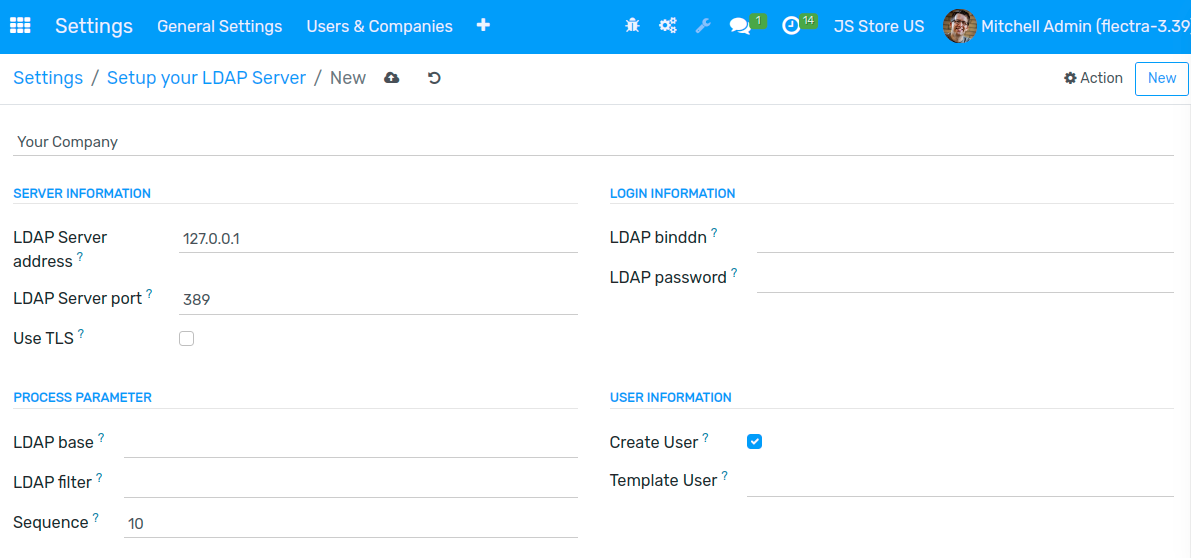 Settings General Settings Users & Companies + 1 14 JS Store US Mitchell Admin (flectra-3.39
Settings / Setup your LDAP Server / New Action New
Your Company
SERVER INFORMATION
LDAP Server address ? 127.0.0.1
LDAP Server port ? 389
Use TLS ?
LOGIN INFORMATION
LDAP binddn ?
LDAP password ?
PROCESS PARAMETER
LDAP base ?
LDAP filter ?
Sequence ? 10
USER INFORMATION
Create User ?
Template User ?